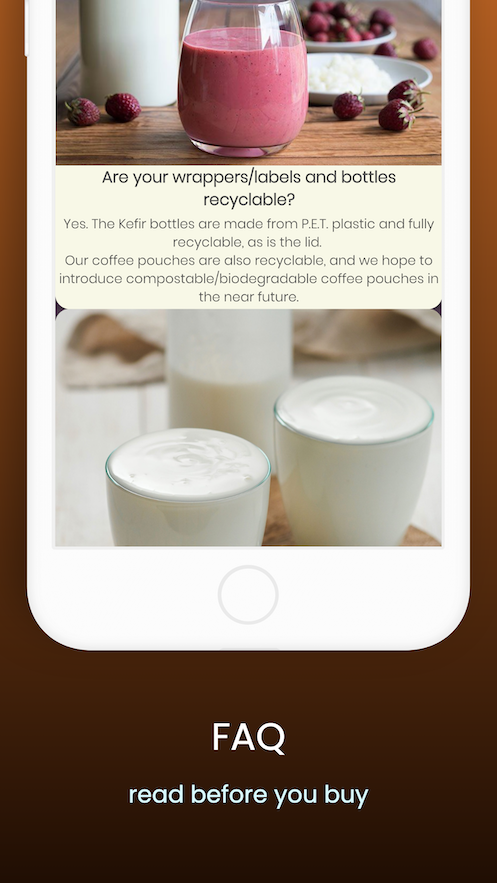 Are your wrappers/labels and bottles
recyclable?
Yes. The Kefir bottles are made from P.E.T. plastic and fully
recyclable, as is the lid.
Our coffee pouches are also recyclable, and we hope to
introduce compostable/biodegradable coffee pouches in
the near future.
FAQ
read before you buy